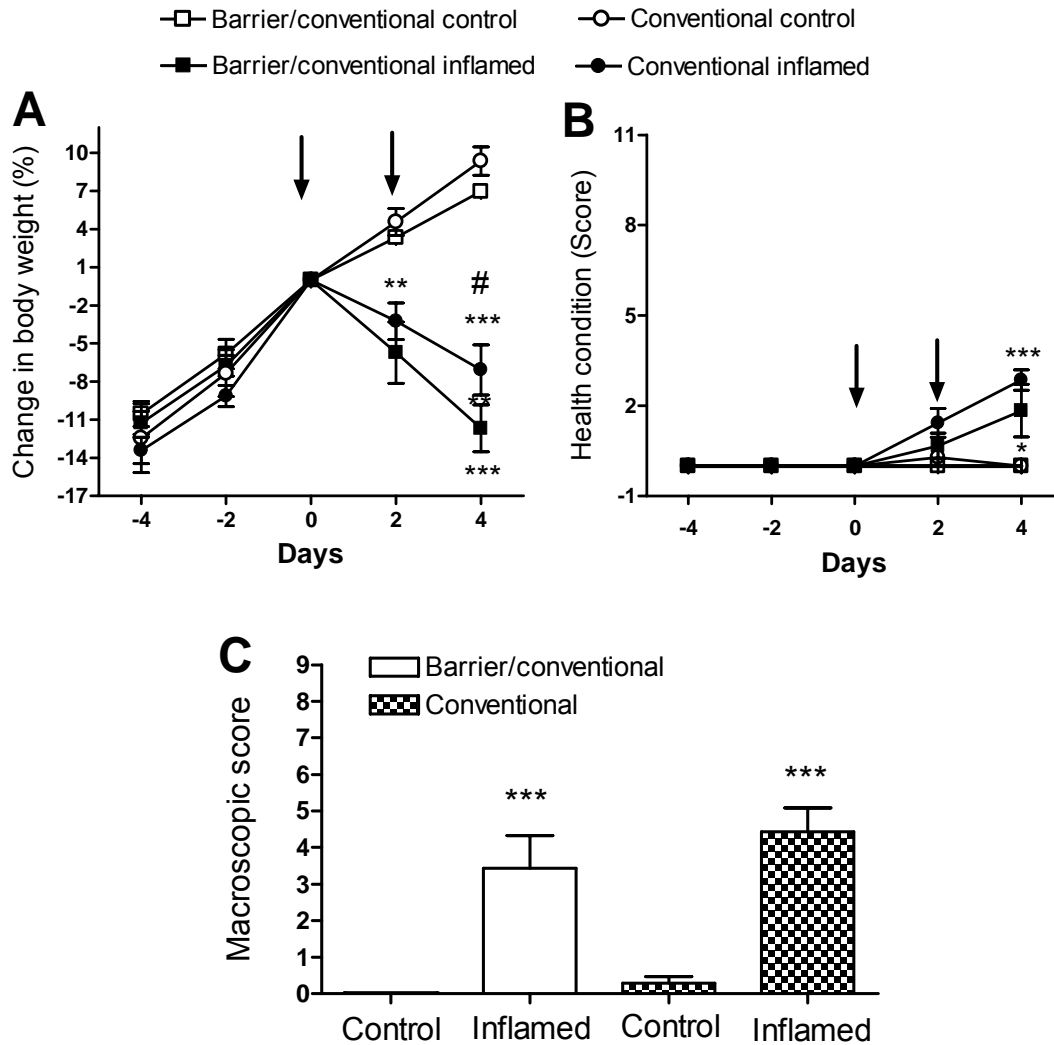 Barrier/conventional control
Conventional control
Barrier/conventional inflamed
Conventional inflamed
A
Change in body weight (%)
10
7
4
1
-2
-5
-8
-11
-14
-17
**
#
***
**
***
-4 -2 0 2 4
Days
B
Health condition (Score)
11
8
5
2
-1
***
*
-4 -2 0 2 4
Days
C
Barrier/conventional
Conventional
Macroscopic score
9
8
7
6
5
4
3
2
1
0
***
***
Control Inflamed Control Inflamed